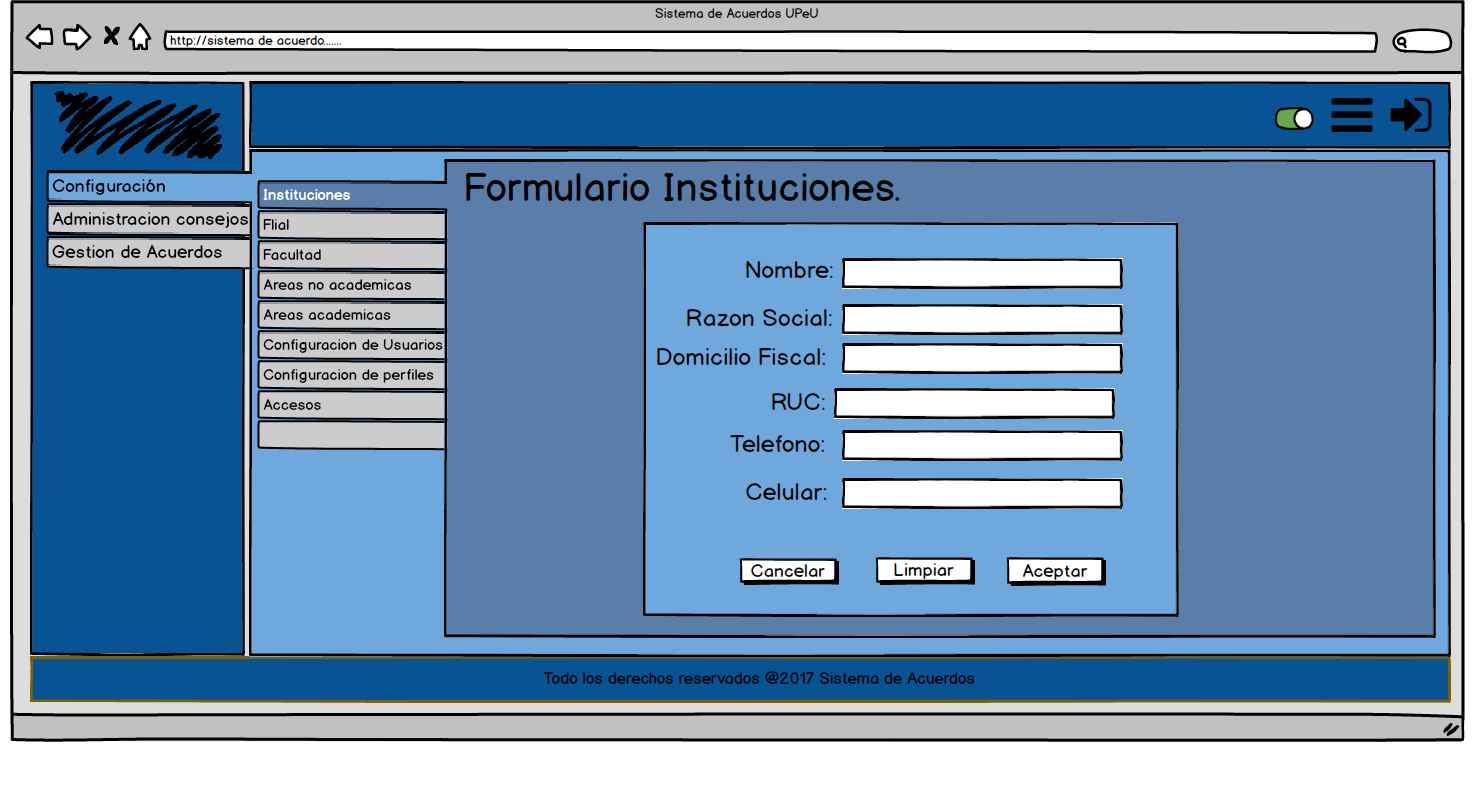 Sistema de Acuerdos UPeU
http://sistema de acuerdo......
Configuración
Administracion consejos
Gestion de Acuerdos
Instituciones
Flial
Facultad
Areas no academicas
Areas academicas
Configuracion de Usuarios
Configuracion de perfiles
Accesos
Formulario Instituciones.
Nombre:
Razon Social:
Domicilio Fiscal:
RUC:
Telefono:
Celular:
Cancelar Limpiar Aceptar
Todo los derechos reservados @2017 Sistema de Acuerdos